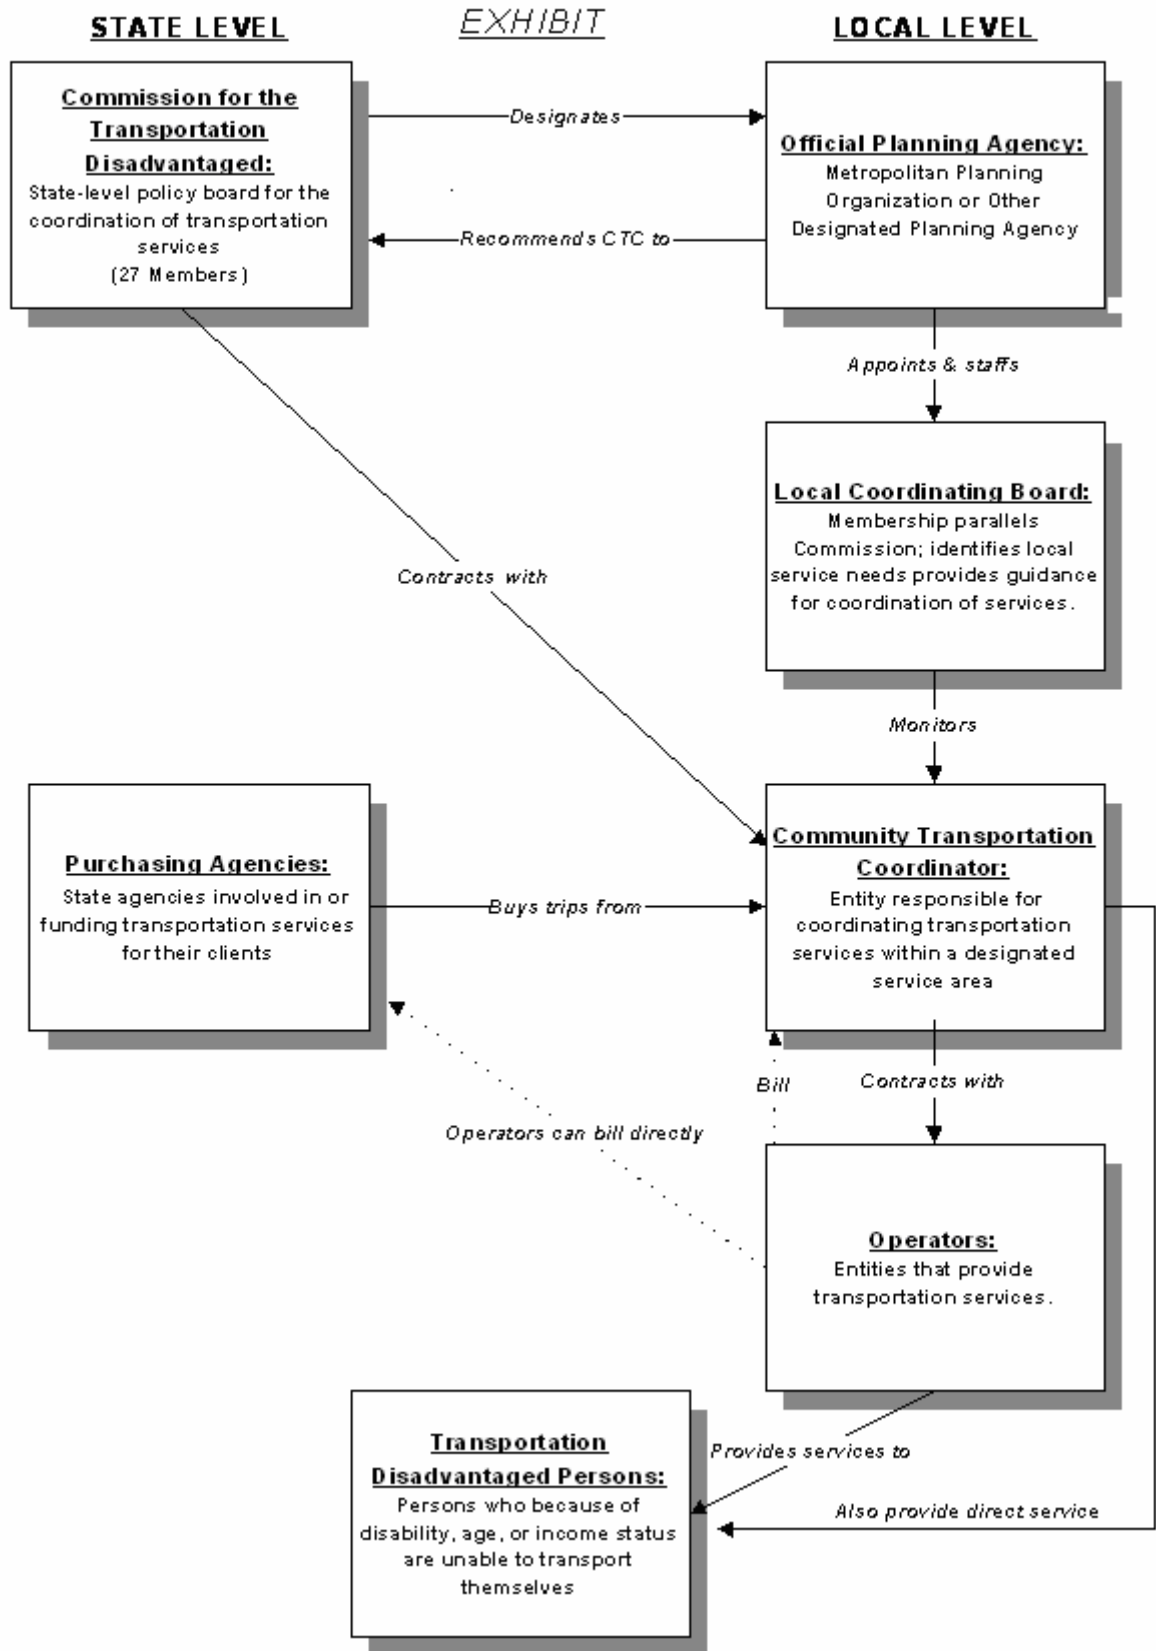 STATE LEVEL
EXHIBIT
LOCAL LEVEL
Commission for the
Transportation
Disadvantaged:
State-level policy board for the
coordination of transportation
services
(27 Members)
Designates
Recommends CTC to
Official Planning Agency:
Metropolitan Planning
Organization or Other
Designated Planning Agency
Appoints & staffs
Local Coordinating Board:
Membership parallels
Commission; identifies local
service needs provides guidance
for coordination of services.
Contracts with
Monitors
Purchasing Agencies:
State agencies involved in or
funding transportation services
for their clients
Buys trips from
Community Transportation
Coordinator:
Entity responsible for
coordinating transportation
services within a designated
service area
Bill
Contracts with
Operators can bill directly
Operators:
Entities that provide
transportation services.
Provides services to
Also provide direct service
Transportation
Disadvantaged Persons:
Persons who because of
disability, age, or income status
are unable to transport
themselves